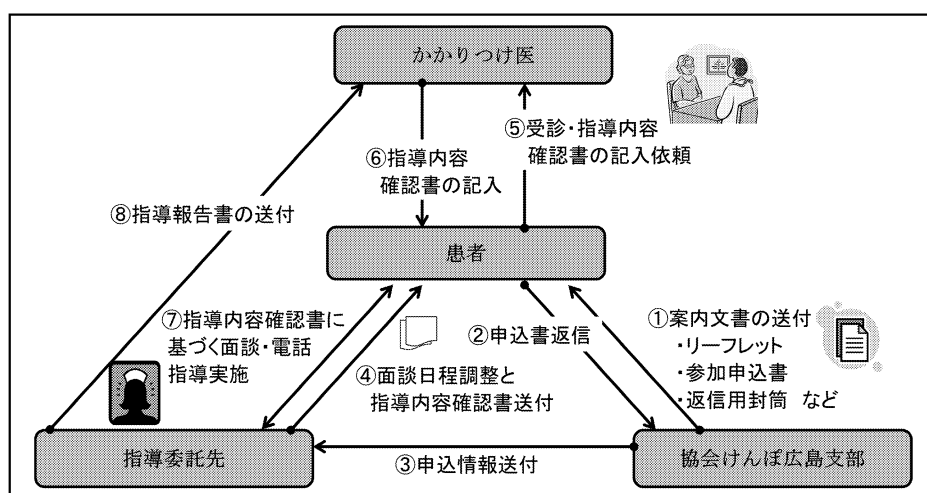 かかりつけ医
⑤受診・指導内容
確認書の記入依頼
⑥指導内容
確認書の記入
⑧指導報告書の送付
患者
⑦指導内容確認書に
基づく面談・電話
指導実施
④面談日程調整と
指導内容確認書送付
②申込書返信
①案内文書の送付
・リーフレット
・参加申込書
・返信用封筒 など
指導委託先
③申込情報送付
協会けんぽ広島支部